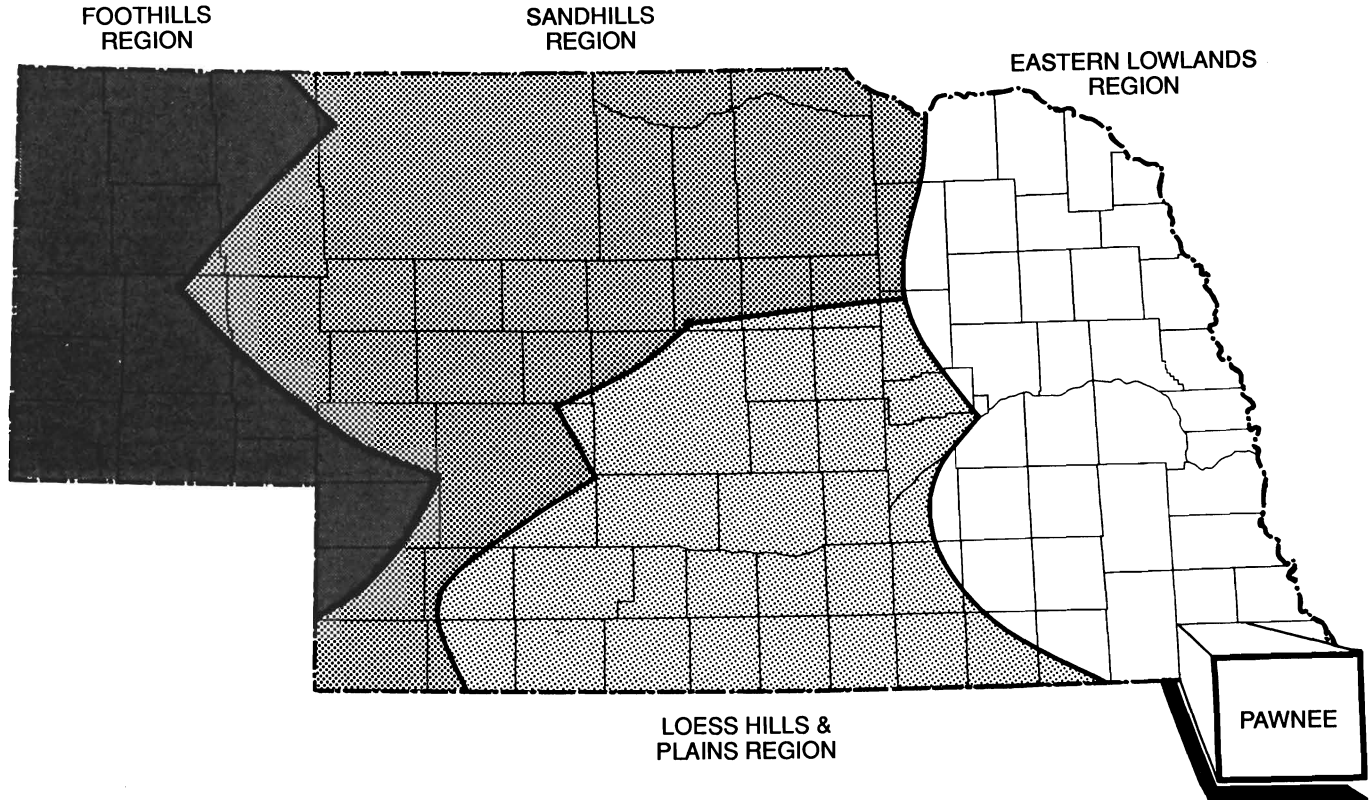 FOOTHILLS
REGION
SANDHILLS
REGION
EASTERN LOWLANDS
REGION
LOESS HILLS &
PLAINS REGION
PAWNEE